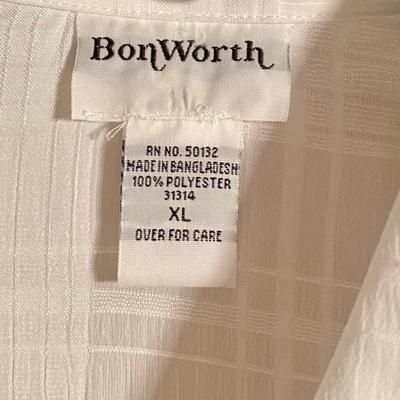 BonWorth
RN NO. 50132
MADE IN BANGLADESH
100% POLYESTER
31314
XL
OVER FOR CARE